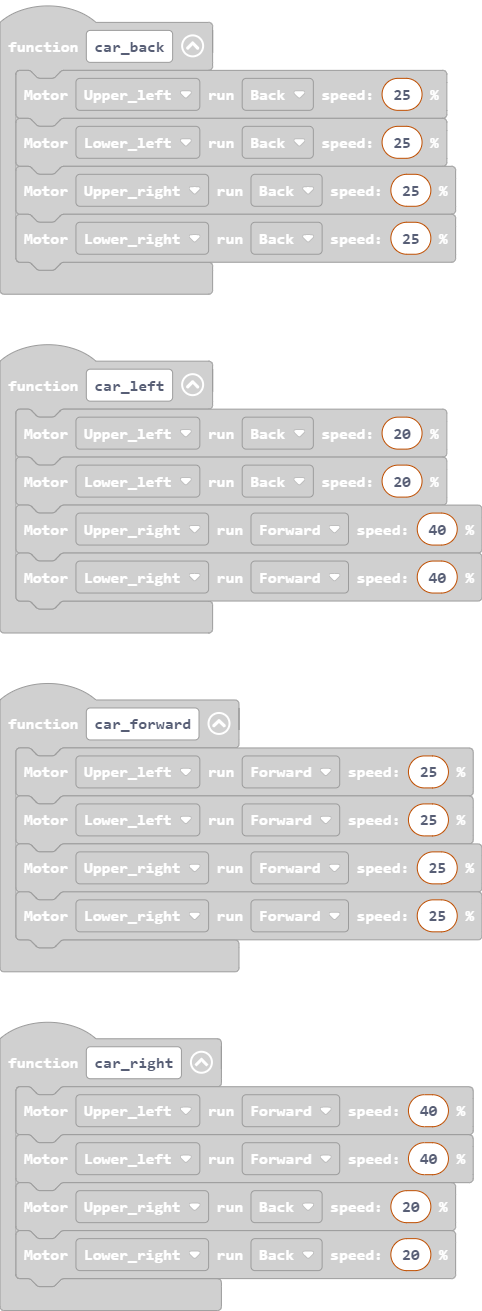 function car_back
Motor Upper_left run Back speed: 25 %
Motor Lower_left run Back speed: 25 %
Motor Upper_right run Back speed: 25 %
Motor Lower_right run Back speed: 25 %
function car_left
Motor Upper_left run Back speed: 20 %
Motor Lower_left run Back speed: 20 %
Motor Upper_right run Forward speed: 40 %
Motor Lower_right run Forward speed: 40 %
function car_forward
Motor Upper_left run Forward speed: 25 %
Motor Lower_left run Forward speed: 25 %
Motor Upper_right run Forward speed: 25 %
Motor Lower_right run Forward speed: 25 %
function car_right
Motor Upper_left run Forward speed: 40 %
Motor Lower_left run Forward speed: 40 %
Motor Upper_right run Back speed: 20 %
Motor Lower_right run Back speed: 20 %